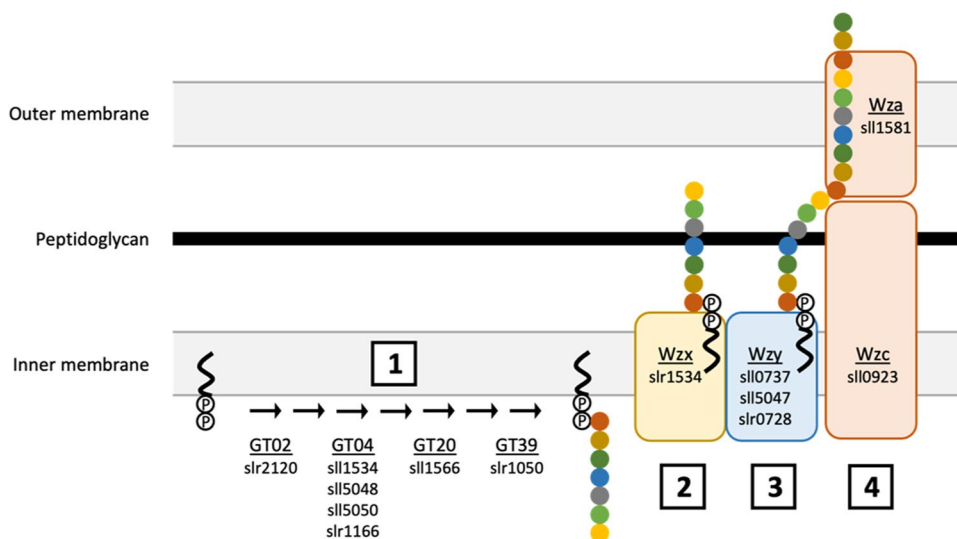 Outer membrane
Wza
sll1581
Peptidoglycan
P
P
P
P
Inner membrane
1
Wzx
slr1534
Wzy
sll0737
sll5047
slr0728
Wzc
sll0923
P
P
P
P
GT02
slr2120
GT04
sll1534
sll5048
sll5050
slr1166
GT20
sll1566
GT39
slr1050
2
3
4